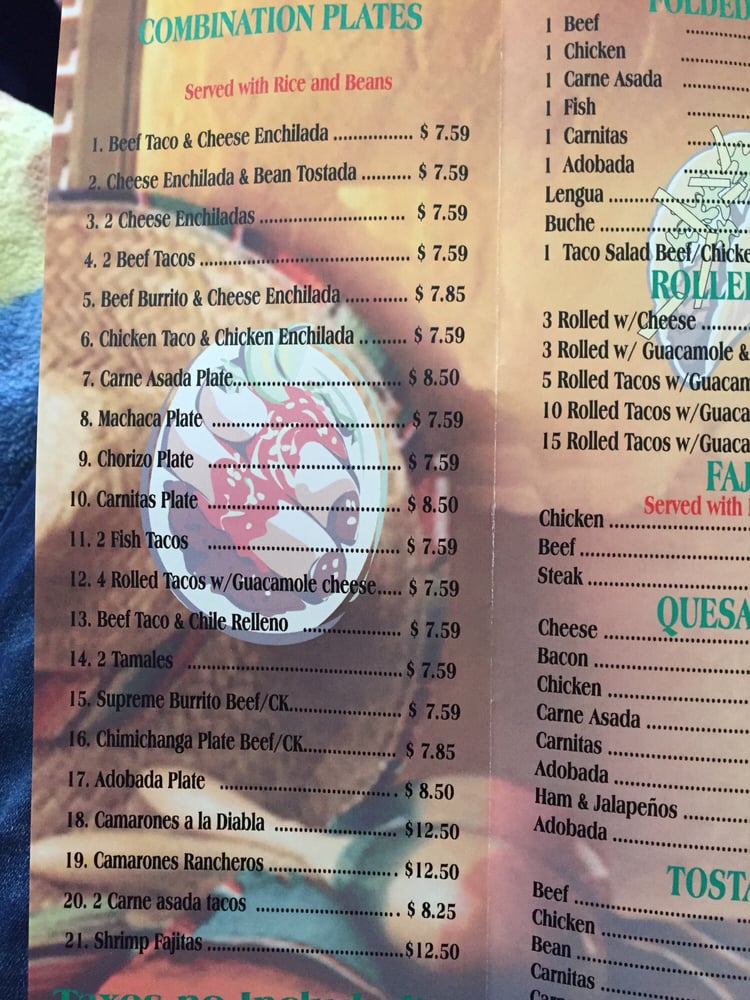 COMBINATION PLATES
Served with Rice and Beans
1. Beef Taco & Cheese Enchilada ................ $ 7.59
2. Cheese Enchilada & Bean Tostada .......... $ 7.59
3. 2 Cheese Enchiladas ............................. $ 7.59
4. 2 Beef Tacos .......................................... $ 7.59
5. Beef Burrito & Cheese Enchilada ............. $ 7.85
6. Chicken Taco & Chicken Enchilada ......... $ 7.59
7. Carne Asada Plate.................................. $ 8.50
8. Machaca Plate ....................................... $ 7.59
9. Chorizo Plate ....................................... $ 7.59
10. Carnitas Plate ....................................... $ 8.50
11. 2 Fish Tacos ....................................... $ 7.59
12. 4 Rolled Tacos w/Guacamole cheese..... $ 7.59
13. Beef Taco & Chile Relleno .................... $ 7.59
14. 2 Tamales ........................................... $ 7.59
15. Supreme Burrito Beef/CK....................... $ 7.59
16. Chimichanga Plate Beef/CK................... $ 7.85
17. Adobada Plate .................................... $ 8.50
18. Camarones a la Diabla ........................ $12.50
19. Camarones Rancheros ......................... $12.50
20. 2 Carne asada tacos ............................ $ 8.25
21. Shrimp Fajitas........................................$12.50
FOLDED
1 Beef
1 Chicken
1 Carne Asada
1 Fish
1 Carnitas
1 Adobada
Lengua
Buche
1 Taco Salad Beef/Chicke
ROLLE
3 Rolled w/Cheese
3 Rolled w/ Guacamole &
5 Rolled Tacos w/Guacam
10 Rolled Tacos w/Guaca
15 Rolled Tacos w/Guaca
FAJ
Served with
Chicken
Beef
Steak
QUESA
Cheese
Bacon
Chicken
Carne Asada
Carnitas
Adobada
Ham & Jalapeños
Adobada
TOSTA
Beef
Chicken
Bean
Carnitas